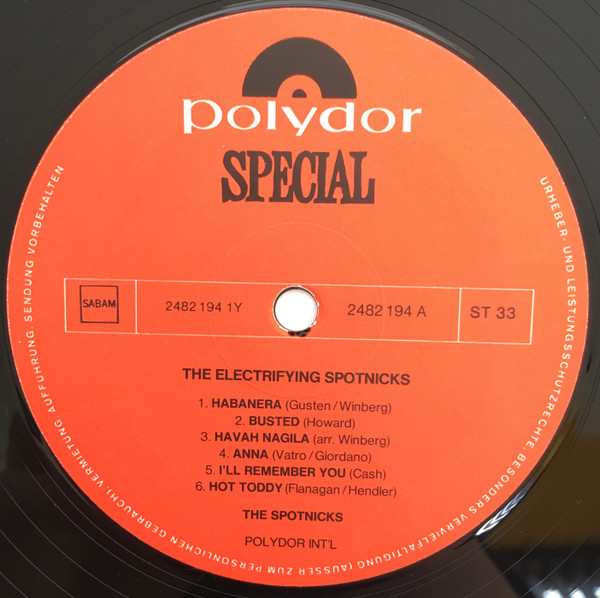 polydor
SPECIAL
SABAM
2482 194 1Y
2482 194 A
ST 33
THE ELECTRIFYING SPOTNICKS
1. HABANERA (Gusten/Winberg)
2. BUSTED (Howard)
3. HAVAH NAGILA (arr. Winberg)
4. ANNA (Vatro/Giordano)
5. I'LL REMEMBER YOU (Cash)
6. HOT TODDY (Flanagan/Hendler)
THE SPOTNICKS
POLYDOR INT'L
URHEBER- UND LEISTUNGSSCHUTZRECHTE, BESONDERS VERVIELFÄLTIGUNG (AUSSER ZUM PERSÖNLICHEN GEBRAUCH) VERMIETUNG, AUFFÜHRUNG, SENDUNG VORBEHALTEN